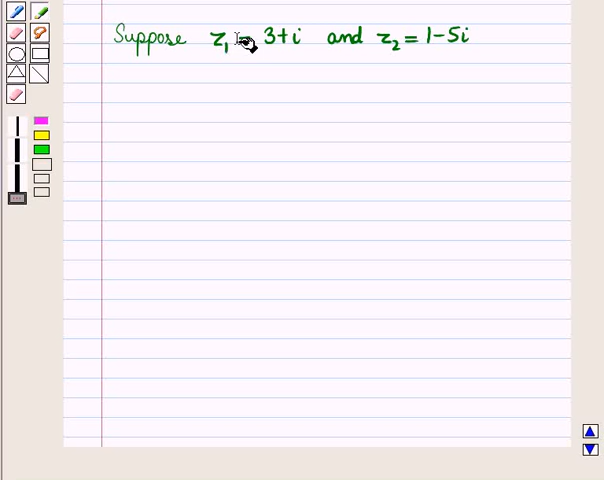 Suppose z₁ = 3+i and z₂ = 1-5i